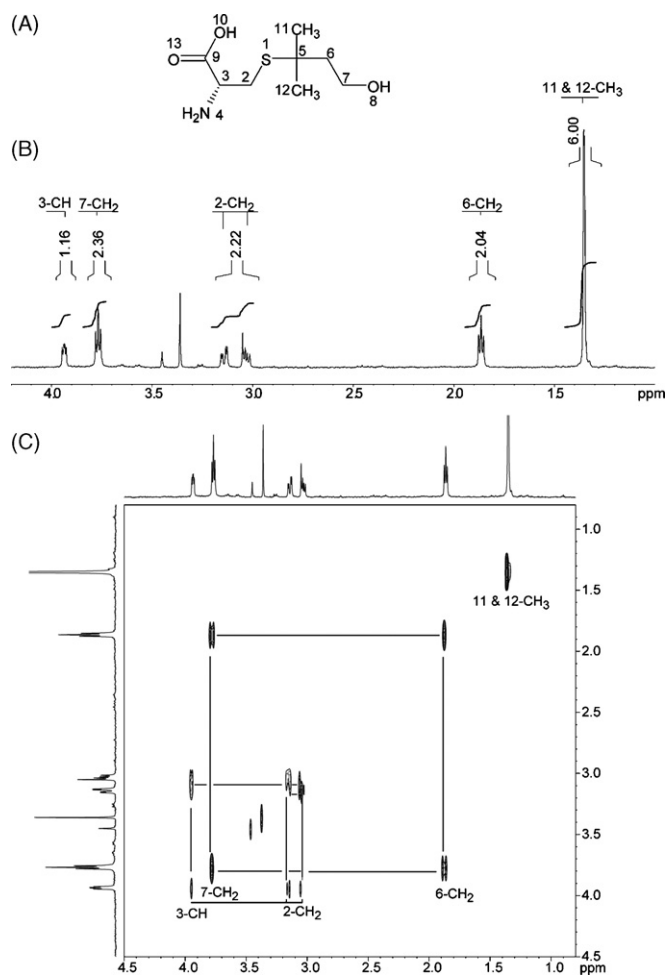 (A)
OH
10
O
13
9
3
2
H₂N
4
S
1
11
CH₃
5
12
CH₃
6
7
OH
8
(B)
3-CH
7-CH₂
2-CH₂
6-CH₂
11 & 12-CH₃
1.16
2.36
2.22
2.04
6.00
4.0 3.5 3.0 2.5 2.0 1.5 ppm
(C)
1.0
11 & 12-CH₃
1.5
2.0
2.5
3.0
3.5
7-CH₂ 6-CH₂
4.0
3-CH 2-CH₂
4.5
4.5 4.0 3.5 3.0 2.5 2.0 1.5 1.0 ppm